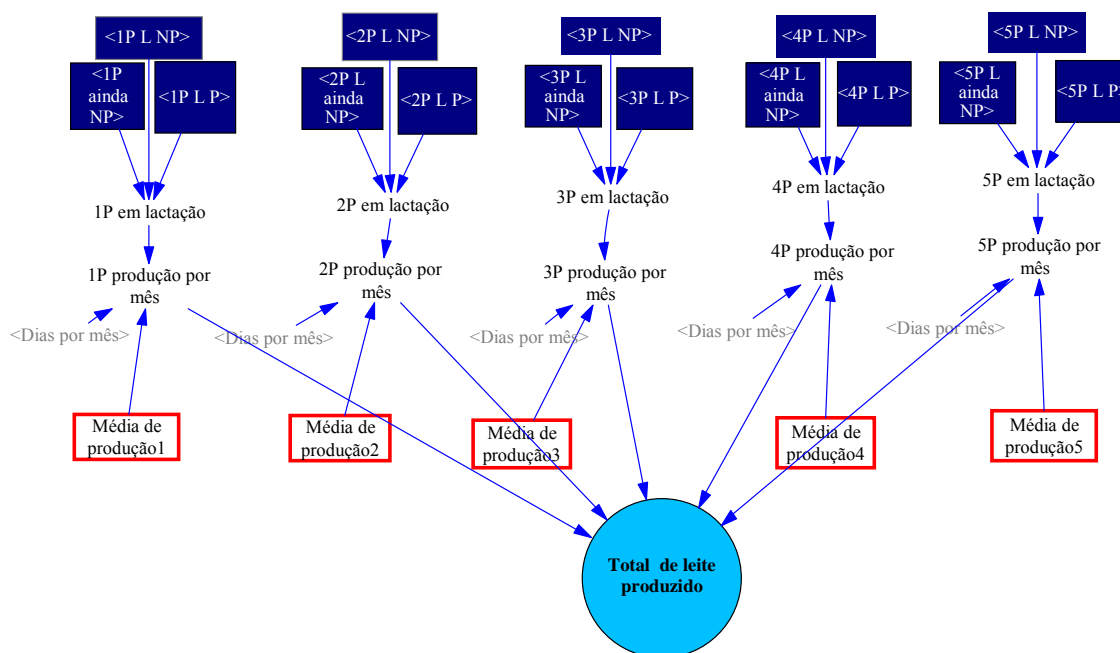 <1P L NP>
<2P L NP>
<3P L NP>
<4P L NP>
<5P L NP>
<1P
ainda
NP>
<1P L P>
<2P L
ainda
NP>
<2P L P>
<3P L
ainda
NP>
<3P L P>
<4P L
ainda
NP>
<4P L P>
<5P L
ainda
NP>
<5P L P>
1P em lactação
2P em lactação
3P em lactação
4P em lactação
5P em lactação
1P produção por
mês
2P produção por
mês
3P produção por
mês
4P produção por
mês
5P produção por
mês
<Dias por mês>
<Dias por mês>
<Dias por mês>
<Dias por mês>
<Dias por mês>
Média de
produção1
Média de
produção2
Média de
produção3
Média de
produção4
Média de
produção5
Total de leite
produzido